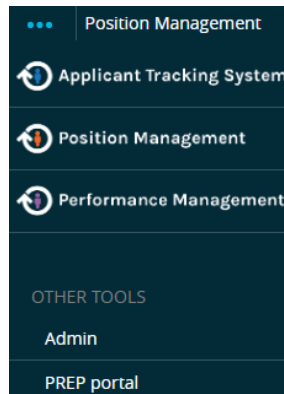 Position Management
Applicant Tracking System
Position Management
Performance Management
OTHER TOOLS
Admin
PREP portal